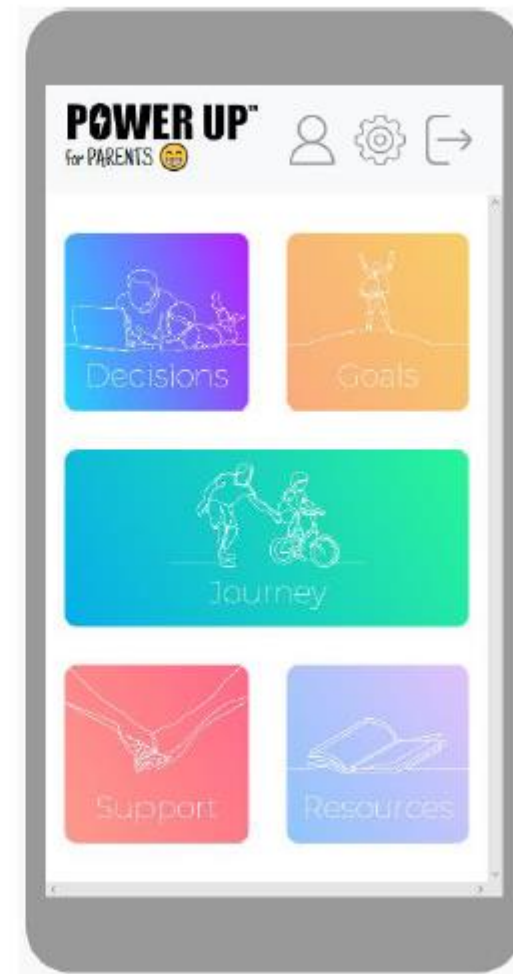 POWER UP™
for PARENTS
Decisions
Goals
Journey
Support
Resources